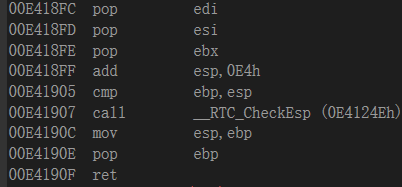 00E418FC pop edi
00E418FD pop esi
00E418FE pop ebx
00E418FF add esp,0E4h
00E41905 cmp ebp,esp
00E41907 call __RTC_CheckEsp (0E4124Eh)
00E4190C mov esp,ebp
00E4190E pop ebp
00E4190F ret